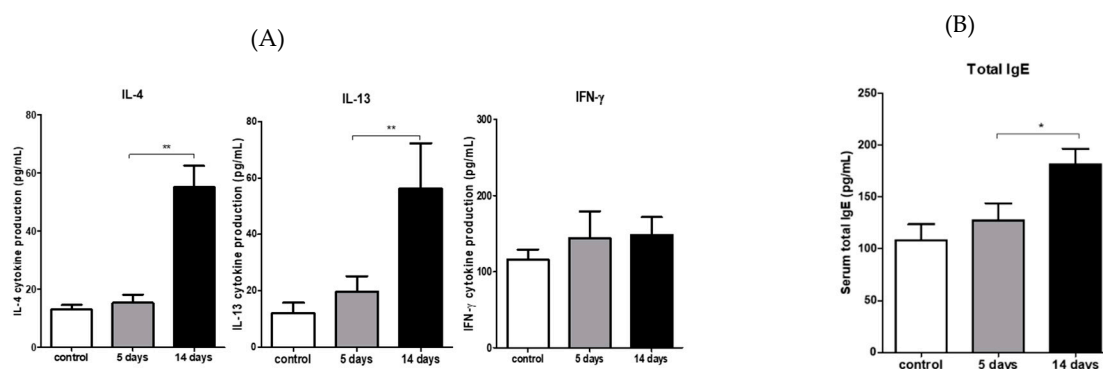 (A)
(B)
IL-4
IL-13
IFN-γ
Total IgE
IL-4 cytokine production (pg/mL)
80
60
40
20
0
**
control 5 days 14 days
IL-13 cytokine production (pg/mL)
80
60
40
20
0
**
control 5 days 14 days
IFN-γ cytokine production (pg/mL)
300
200
100
0
control 5 days 14 days
Serum total IgE (pg/mL)
250
200
150
100
50
0
*
control 5 days 14 days